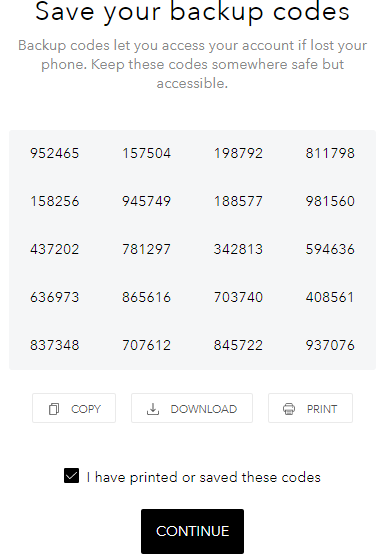 Save your backup codes
Backup codes let you access your account if lost your
phone. Keep these codes somewhere safe but
accessible.
952465 157504 198792 811798
158256 945749 188577 981560
437202 781297 342813 594636
636973 865616 703740 408561
837348 707612 845722 937076
COPY DOWNLOAD PRINT
I have printed or saved these codes
CONTINUE